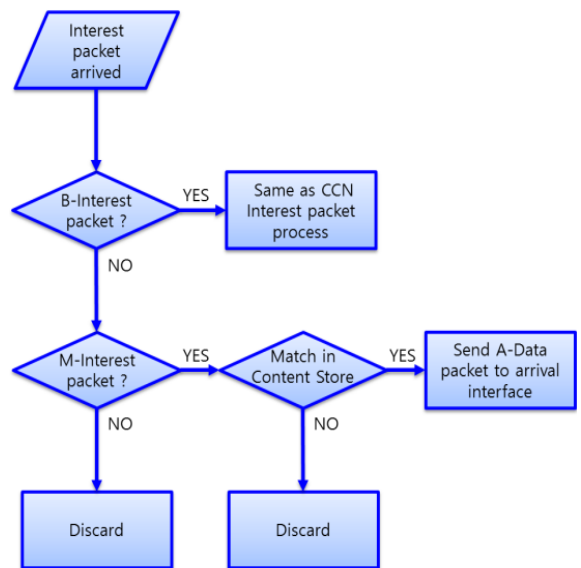 Interest
packet
arrived
B-Interest
packet ?
YES
Same as CCN
Interest packet
process
NO
M-Interest
packet ?
YES
Match in
Content Store
YES
Send A-Data
packet to arrival
interface
NO
NO
Discard
Discard